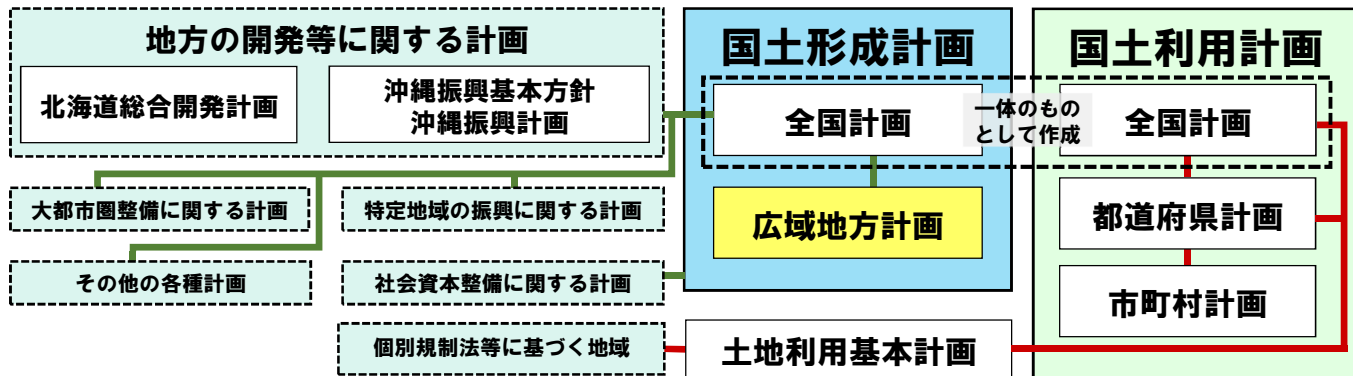 地方の開発等に関する計画
北海道総合開発計画
沖縄振興基本方針
沖縄振興計画
大都市圏整備に関する計画
特定地域の振興に関する計画
その他の各種計画
社会資本整備に関する計画
個別規制法等に基づく地域
国土形成計画
全国計画
一体のもの
として作成
広域地方計画
土地利用基本計画
国土利用計画
全国計画
都道府県計画
市町村計画